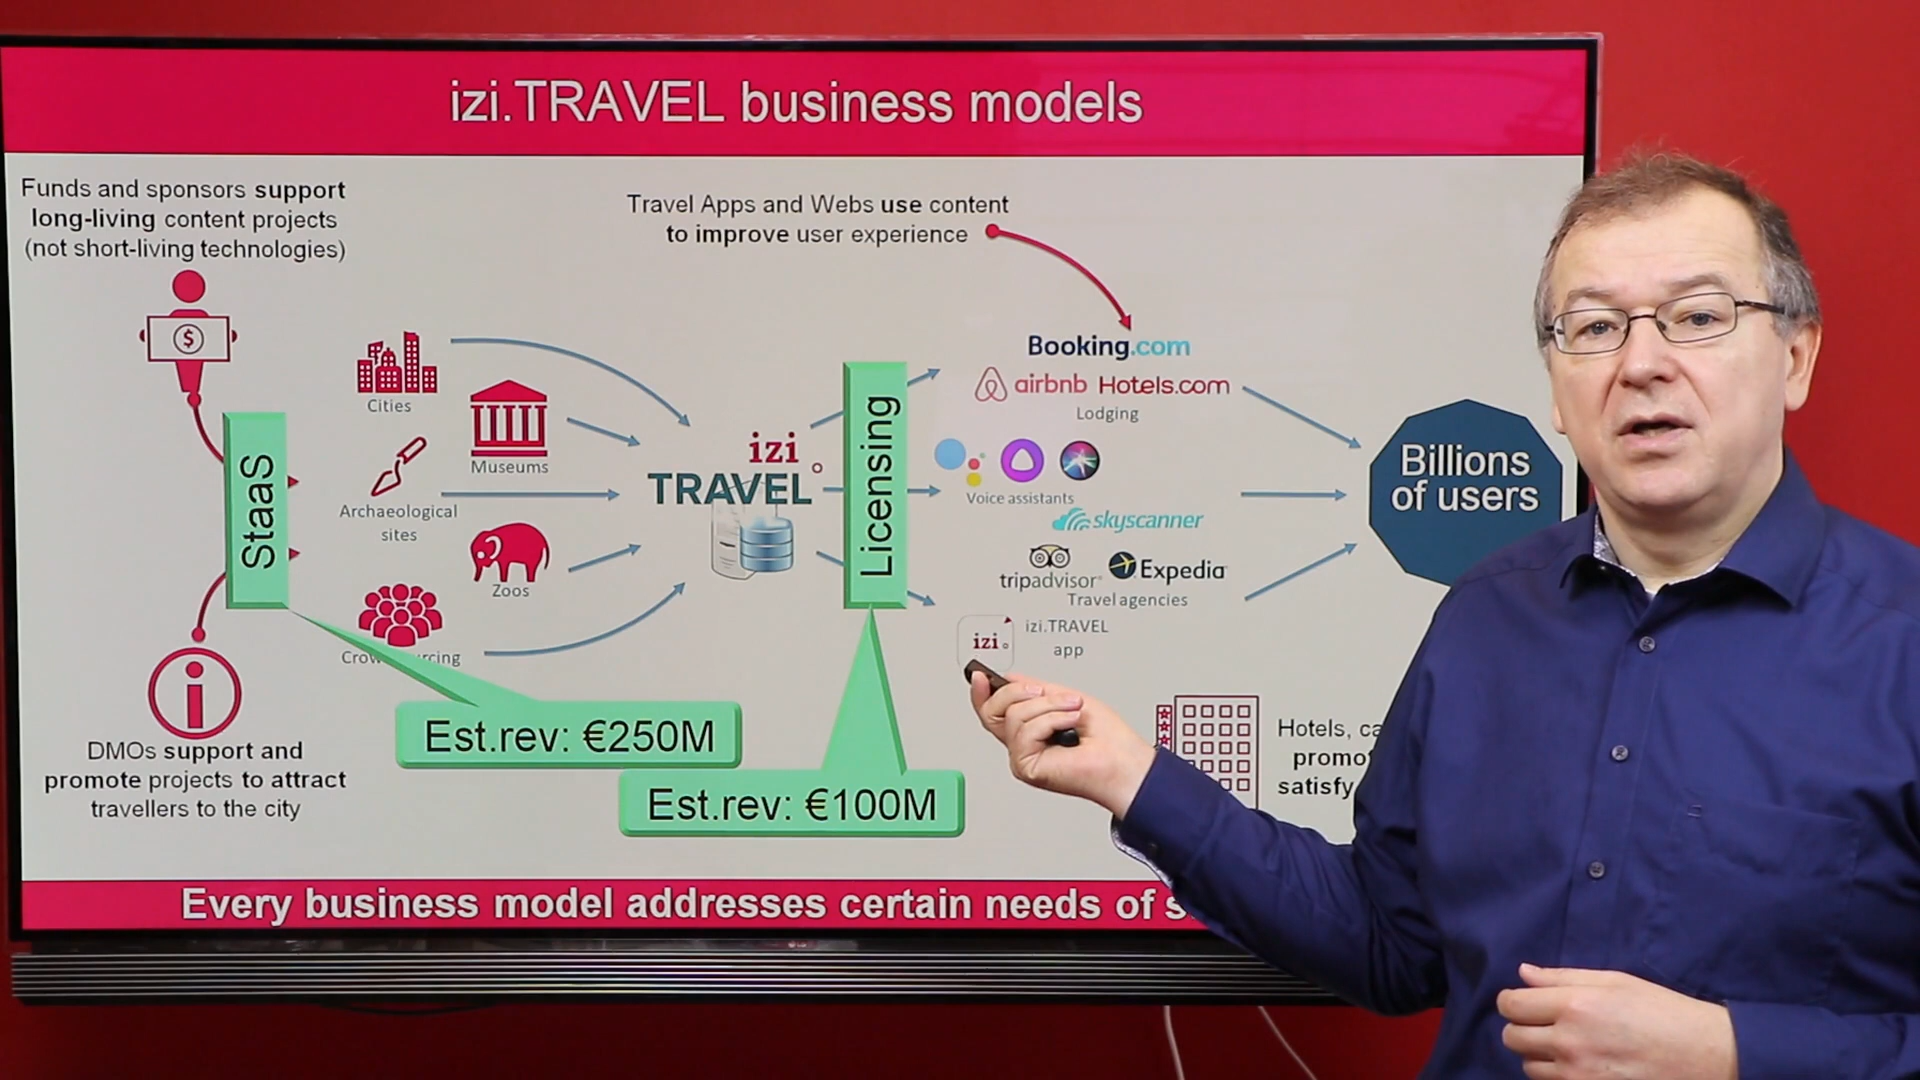 izi.TRAVEL business models
Funds and sponsors support
long-living content projects
(not short-living technologies)
$
Travel Apps and Webs use content
to improve user experience
Cities
Museums
Archaeological
sites
Zoos
StaaS
izi
TRAVEL
Licensing
Booking.com
airbnb Hotels.com
Lodging
Voice assistants
skyscanner
tripadvisor
Expedia
Travel agencies
izi
izi.TRAVEL
app
Billions
of users
i
DMOs support and
promote projects to attract
travellers to the city
Est.rev: €250M
Est.rev: €100M
Hotels,
satisfy
Every business model addresses certain needs of